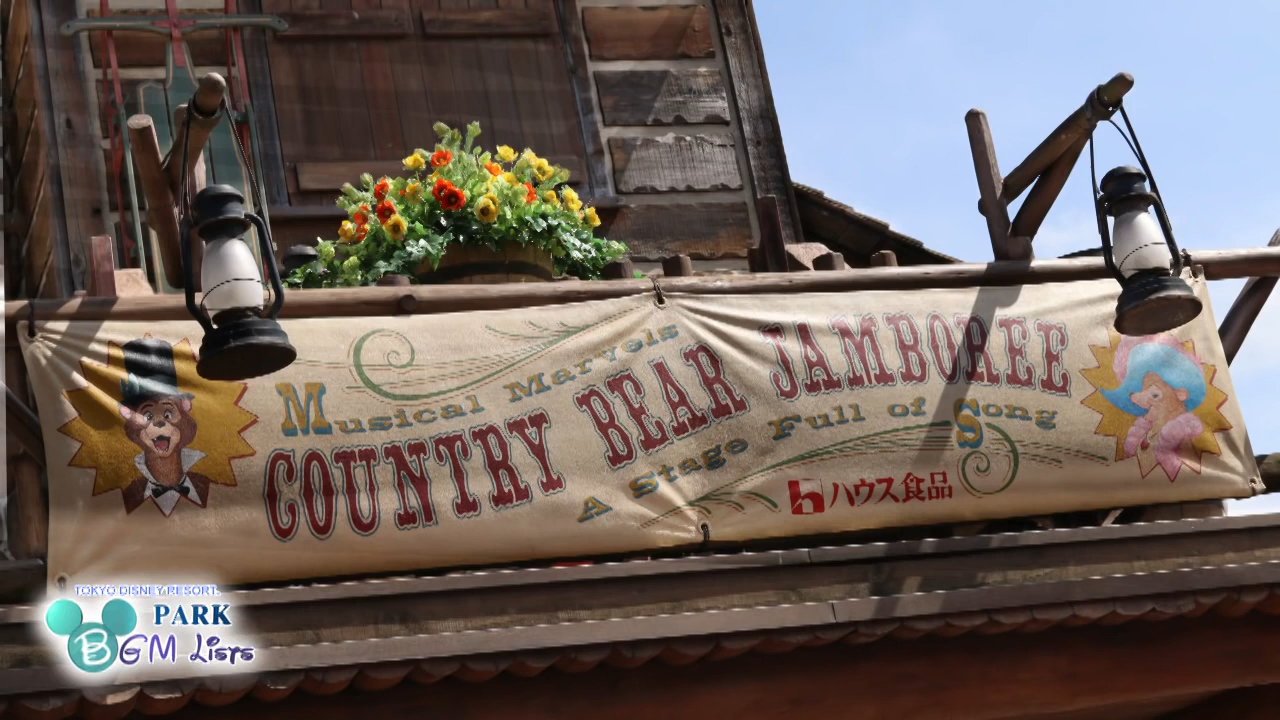 Musical Marvels
COUNTRY BEAR JAMBOREE
A Stage Full of Song
ハウス食品
TOKYO DISNEY RESORT
PARK
BGM Lists